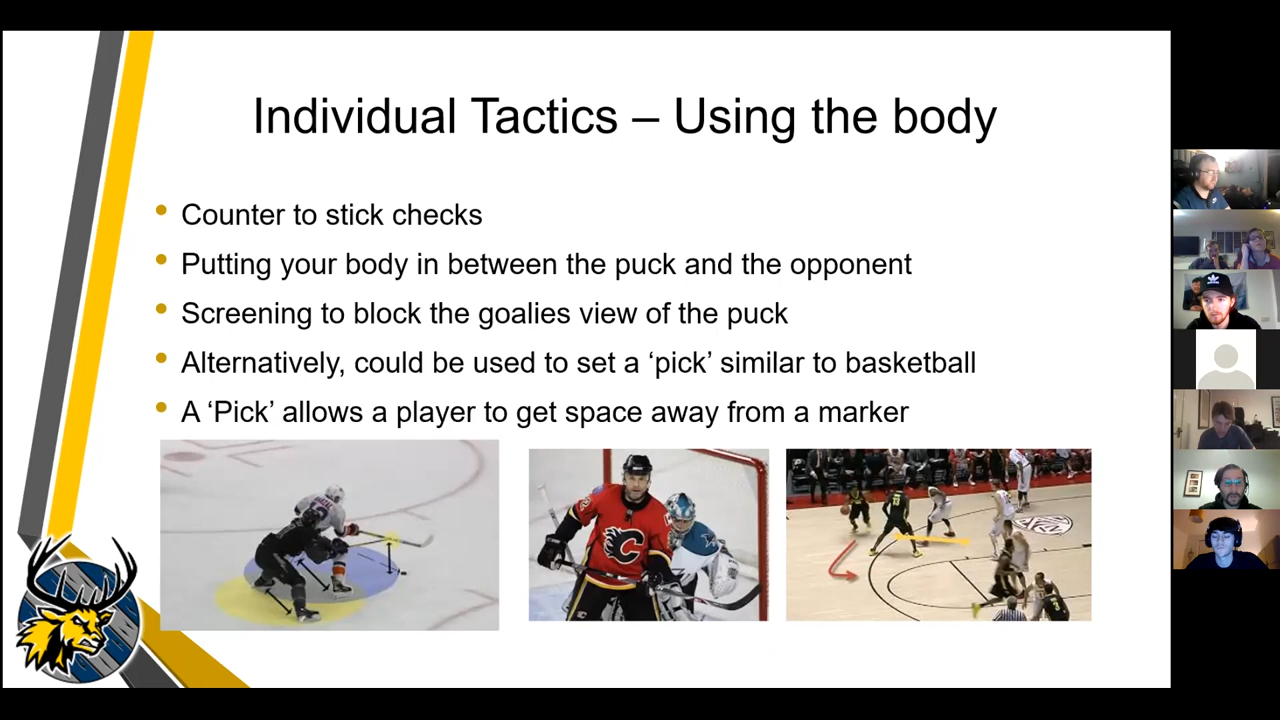 Individual Tactics – Using the body
Counter to stick checks
Putting your body in between the puck and the opponent
Screening to block the goalies view of the puck
Alternatively, could be used to set a ‘pick’ similar to basketball
A ‘Pick’ allows a player to get space away from a marker